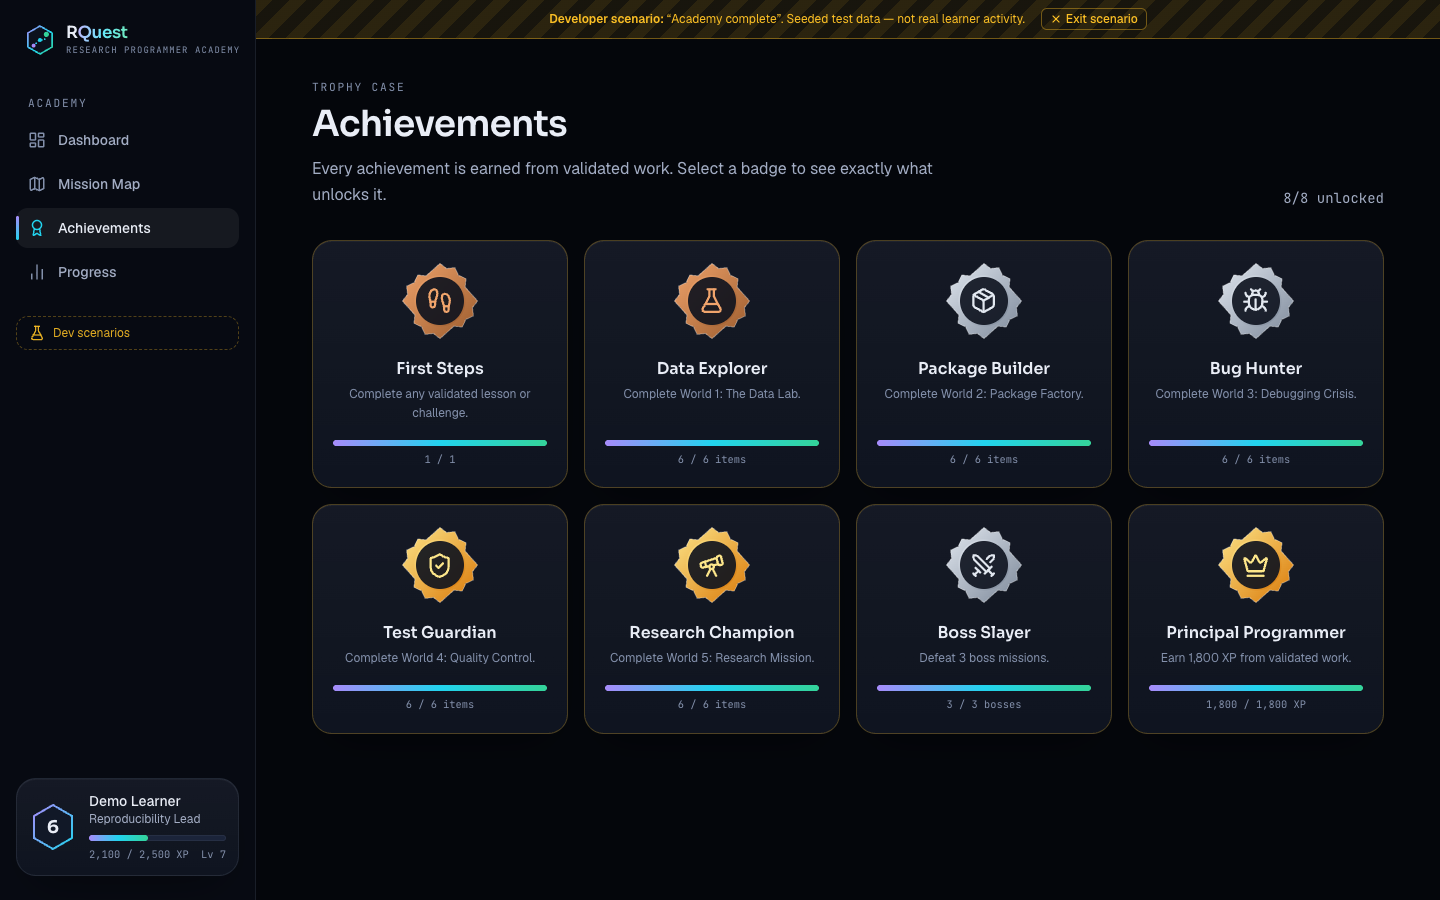 RQuest
RESEARCH PROGRAMMER ACADEMY
ACADEMY
Dashboard
Mission Map
Achievements
Progress
Dev scenarios
Demo Learner
6
Reproducibility Lead
2,100 / 2,500 XP Lv 7
Developer scenario: “Academy complete”. Seeded test data — not real learner activity.
Exit scenario
TROPHY CASE
Achievements
Every achievement is earned from validated work. Select a badge to see exactly what
unlocks it.
8/8 unlocked
First Steps
Complete any validated lesson or
challenge.
1 / 1
Data Explorer
Complete World 1: The Data Lab.
6 / 6 items
Package Builder
Complete World 2: Package Factory.
6 / 6 items
Bug Hunter
Complete World 3: Debugging Crisis.
6 / 6 items
Test Guardian
Complete World 4: Quality Control.
6 / 6 items
Research Champion
Complete World 5: Research Mission.
6 / 6 items
Boss Slayer
Defeat 3 boss missions.
3 / 3 bosses
Principal Programmer
Earn 1,800 XP from validated work.
1,800 / 1,800 XP